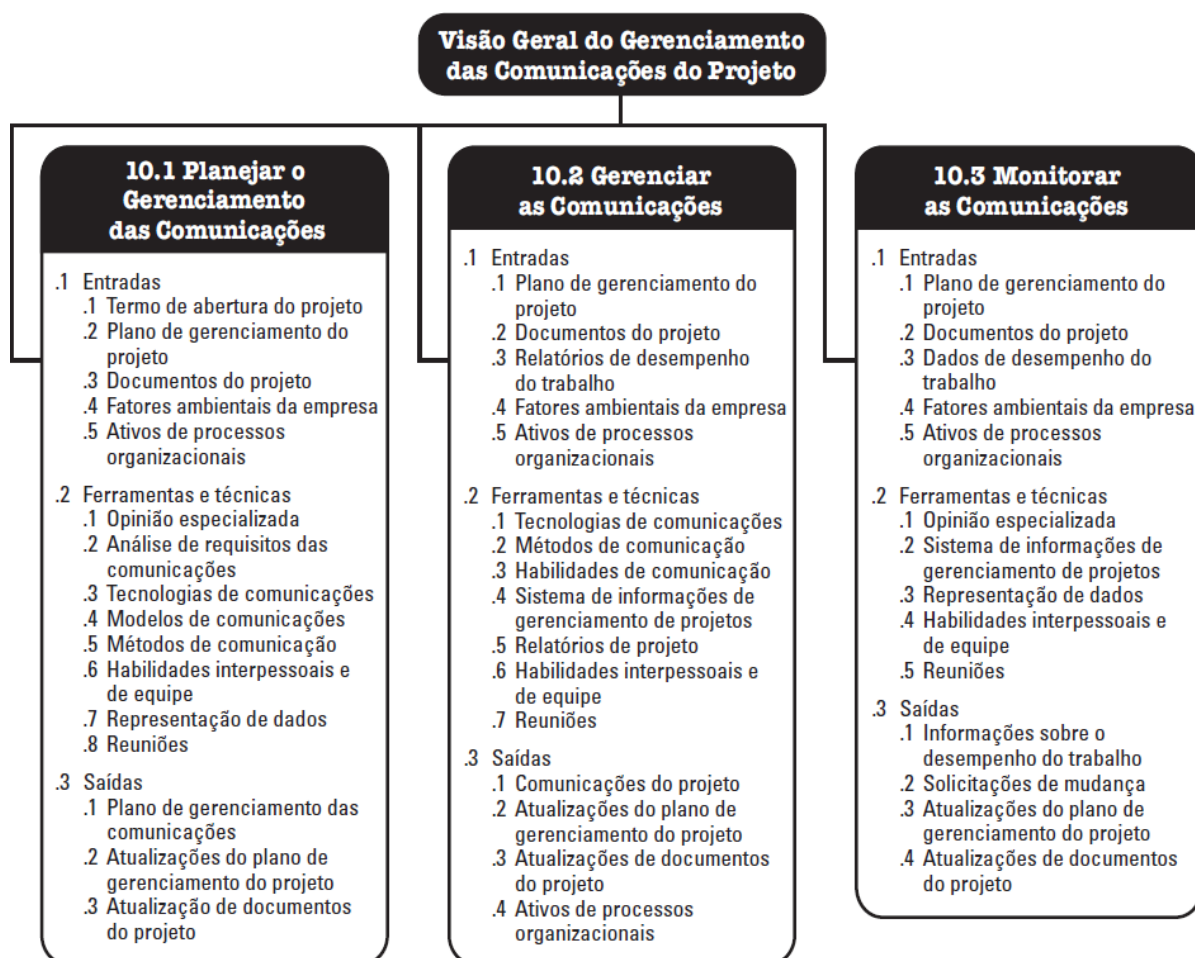 Visão Geral do Gerenciamento
das Comunicações do Projeto
10.1 Planejar o
Gerenciamento
das Comunicações
.1 Entradas
.1 Termo de abertura do projeto
.2 Plano de gerenciamento do
projeto
.3 Documentos do projeto
.4 Fatores ambientais da empresa
.5 Ativos de processos
organizacionais
.2 Ferramentas e técnicas
.1 Opinião especializada
.2 Análise de requisitos das
comunicações
.3 Tecnologias de comunicações
.4 Modelos de comunicações
.5 Métodos de comunicação
.6 Habilidades interpessoais e
de equipe
.7 Representação de dados
.8 Reuniões
.3 Saídas
.1 Plano de gerenciamento das
comunicações
.2 Atualizações do plano de
gerenciamento do projeto
.3 Atualização de documentos
do projeto
10.2 Gerenciar
as Comunicações
.1 Entradas
.1 Plano de gerenciamento do
projeto
.2 Documentos do projeto
.3 Relatórios de desempenho
do trabalho
.4 Fatores ambientais da empresa
.5 Ativos de processos
organizacionais
.2 Ferramentas e técnicas
.1 Tecnologias de comunicações
.2 Métodos de comunicação
.3 Habilidades de comunicação
.4 Sistema de informações de
gerenciamento de projetos
.5 Relatórios de projeto
.6 Habilidades interpessoais e
de equipe
.7 Reuniões
.3 Saídas
.1 Comunicações do projeto
.2 Atualizações do plano de
gerenciamento do projeto
.3 Atualizações de documentos
do projeto
.4 Ativos de processos
organizacionais
10.3 Monitorar
as Comunicações
.1 Entradas
.1 Plano de gerenciamento do
projeto
.2 Documentos do projeto
.3 Dados de desempenho do
trabalho
.4 Fatores ambientais da empresa
.5 Ativos de processos
organizacionais
.2 Ferramentas e técnicas
.1 Opinião especializada
.2 Sistema de informações de
gerenciamento de projetos
.3 Representação de dados
.4 Habilidades interpessoais e
de equipe
.5 Reuniões
.3 Saídas
.1 Informações sobre o
desempenho do trabalho
.2 Solicitações de mudança
.3 Atualizações do plano de
gerenciamento do projeto
.4 Atualizações de documentos
do projeto